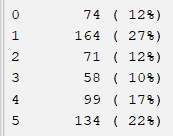 0 74 ( 12%)
1 164 ( 27%)
2 71 ( 12%)
3 58 ( 10%)
4 99 ( 17%)
5 134 ( 22%)